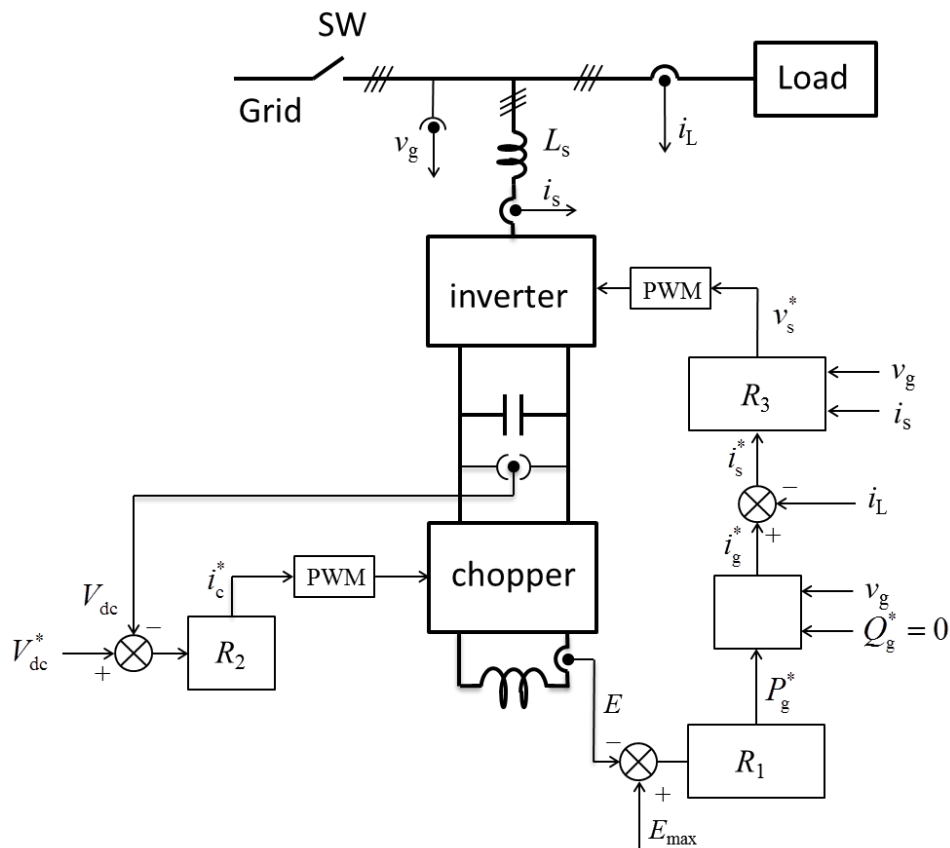 SW
Grid
Load
v_g
L_s
i_L
i_s
inverter
PWM
v_s^*
R_3
v_g
i_s
i_s^*
−
i_L
+
i_g^*
chopper
PWM
i_c^*
V_dc
V_dc^*
−
+
R_2
v_g
Q_g^* = 0
P_g^*
E
−
+
R_1
E_max